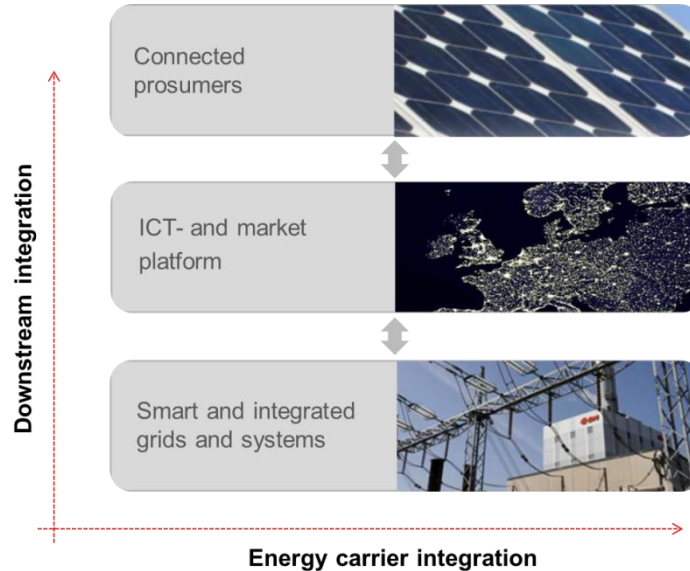 Connected
prosumers
ICT- and market
platform
Smart and integrated
grids and systems
Downstream integration
Energy carrier integration